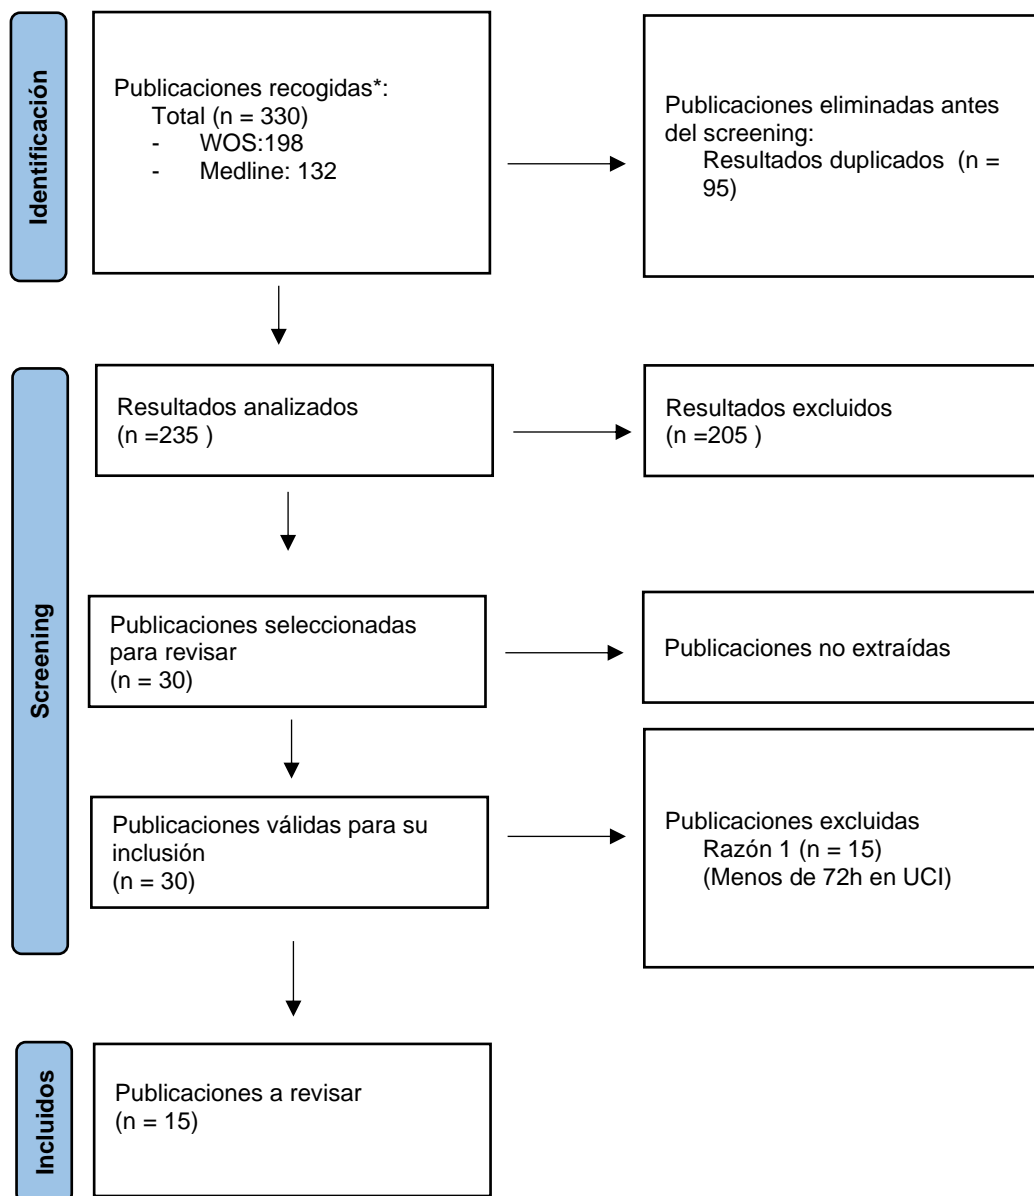 Identificación
Publicaciones recogidas*:
Total (n = 330)
- WOS:198
- Medline: 132
Publicaciones eliminadas antes
del screening:
Resultados duplicados (n =
95)
Screening
Resultados analizados
(n =235 )
Resultados excluidos
(n =205 )
Publicaciones seleccionadas
para revisar
(n = 30)
Publicaciones no extraídas
Publicaciones válidas para su
inclusión
(n = 30)
Publicaciones excluidas
Razón 1 (n = 15)
(Menos de 72h en UCI)
Incluidos
Publicaciones a revisar
(n = 15)